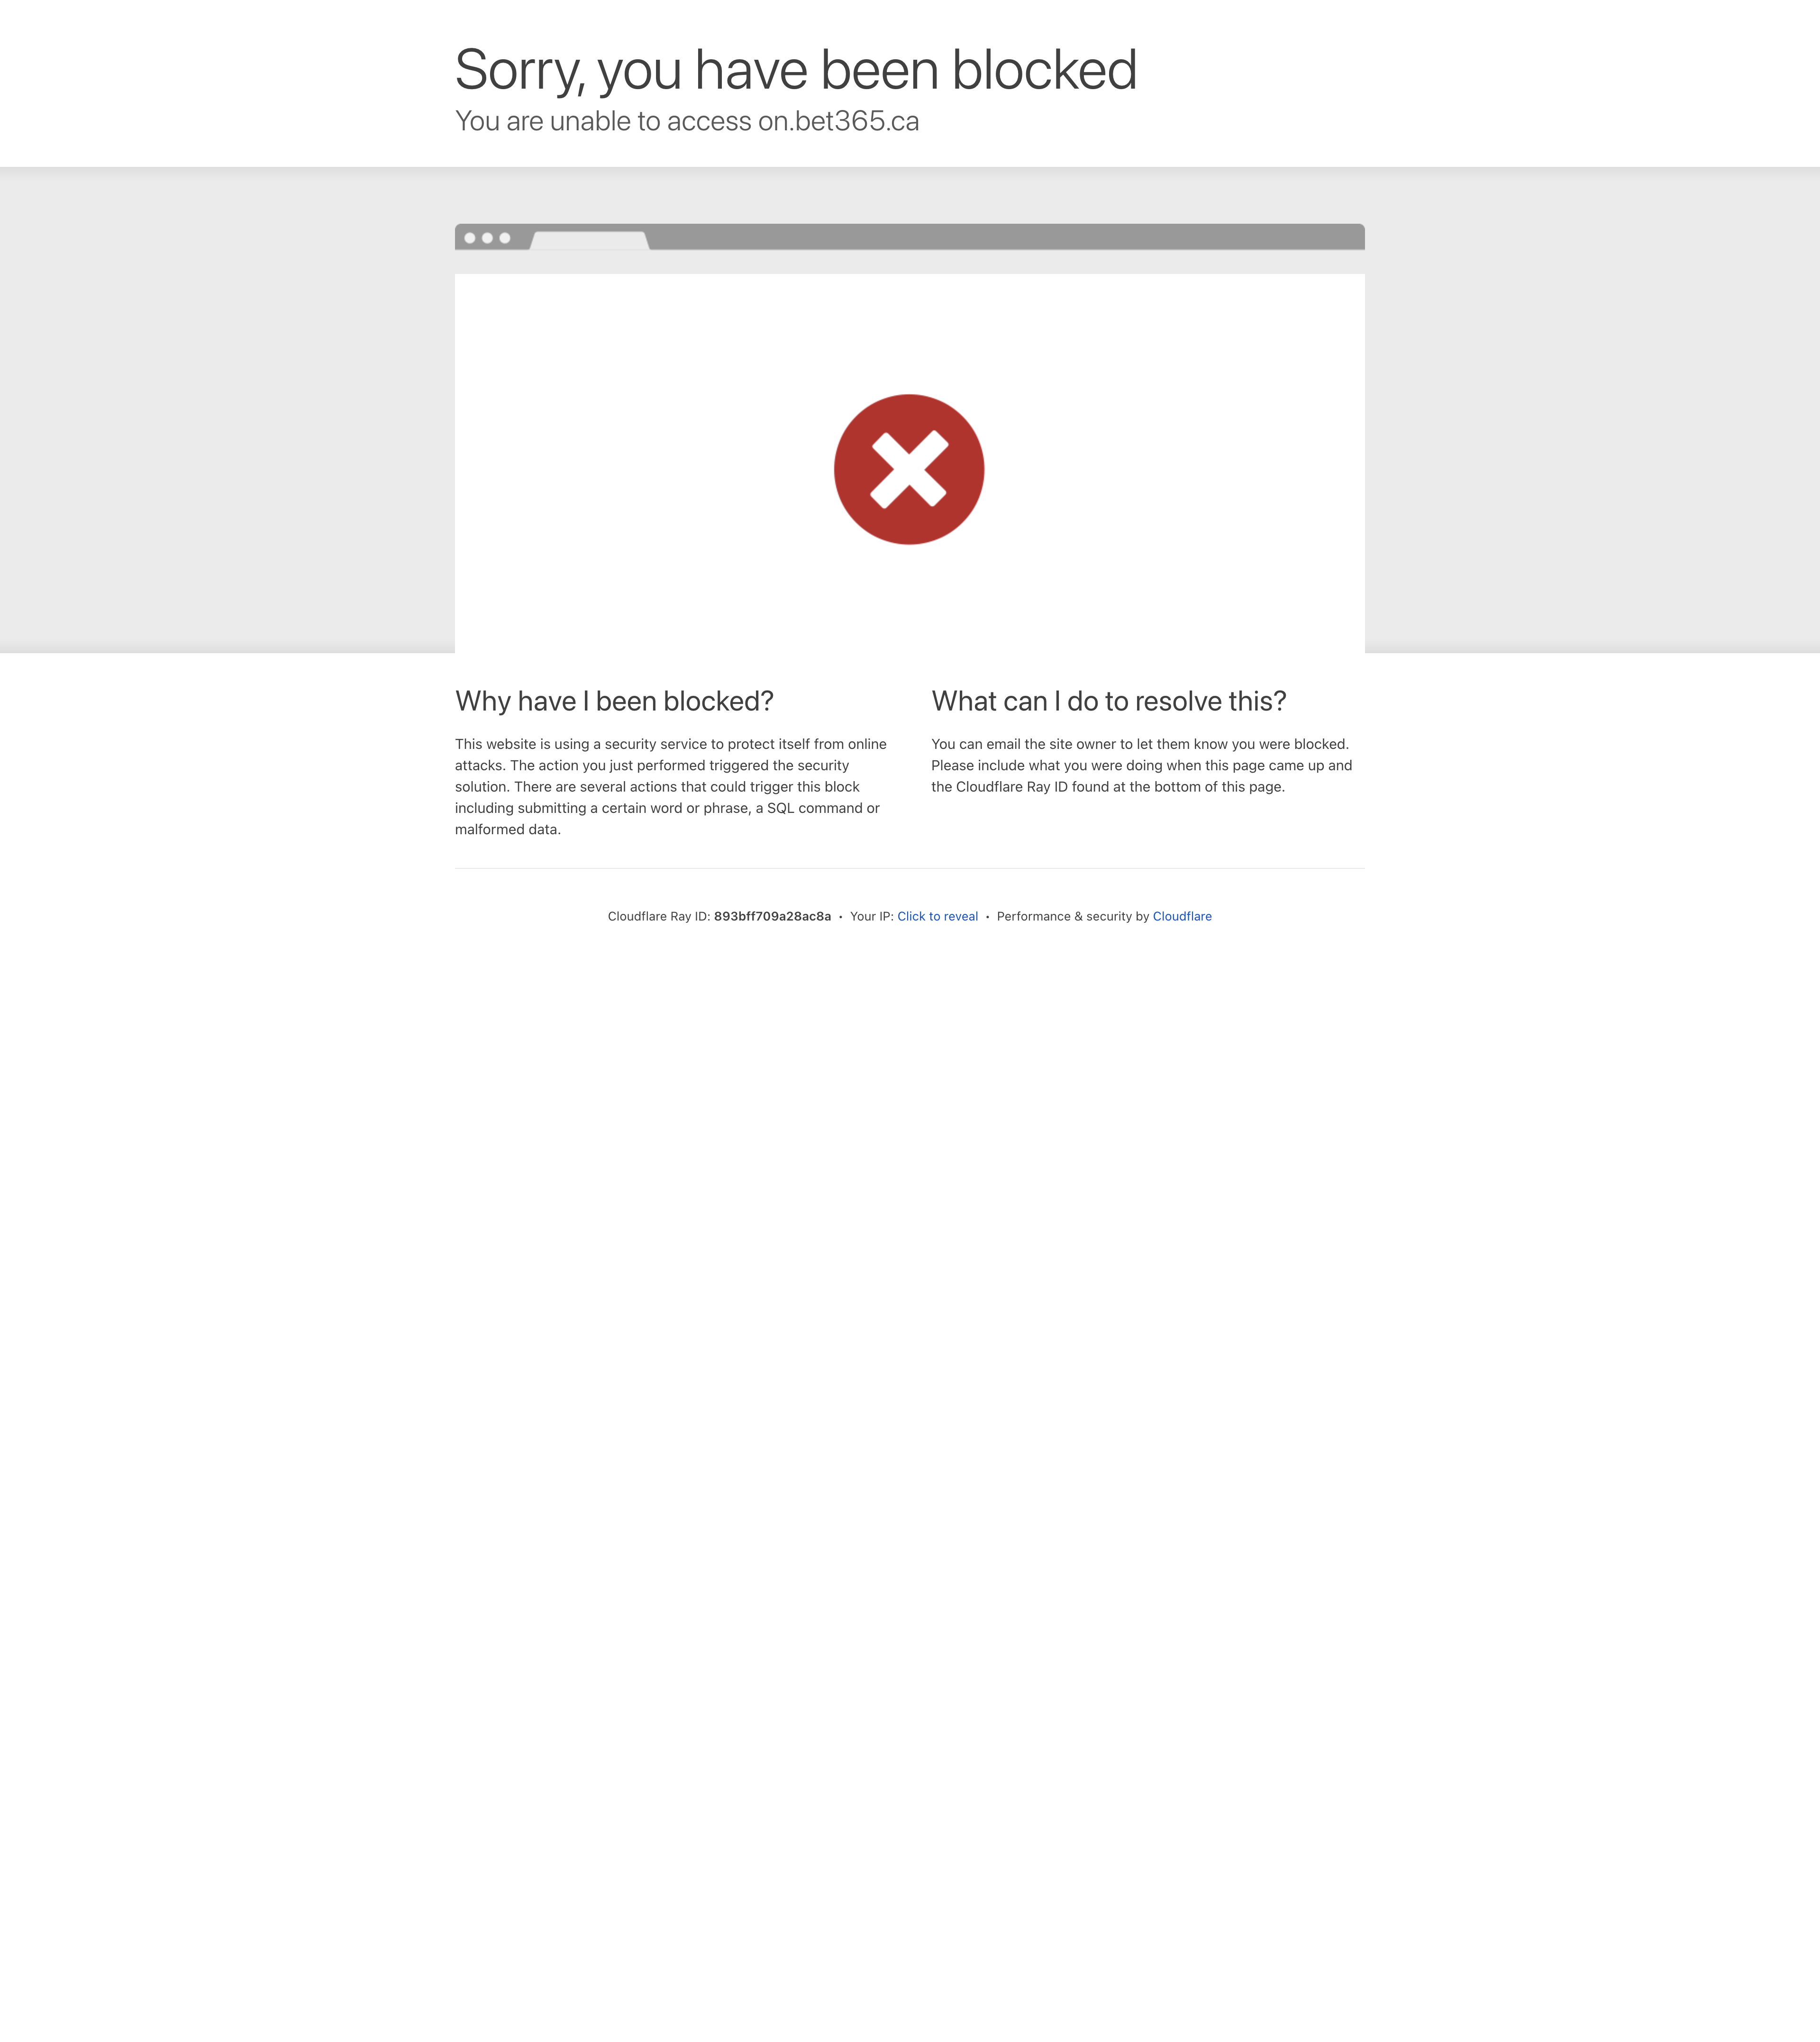 Sorry, you have been blocked
You are unable to access on.bet365.ca
Why have I been blocked?
This website is using a security service to protect itself from online
attacks. The action you just performed triggered the security
solution. There are several actions that could trigger this block
including submitting a certain word or phrase, a SQL command or
malformed data.
What can I do to resolve this?
You can email the site owner to let them know you were blocked.
Please include what you were doing when this page came up and
the Cloudflare Ray ID found at the bottom of this page.
Cloudflare Ray ID: 893bff709a28ac8a • Your IP: Click to reveal • Performance & security by Cloudflare